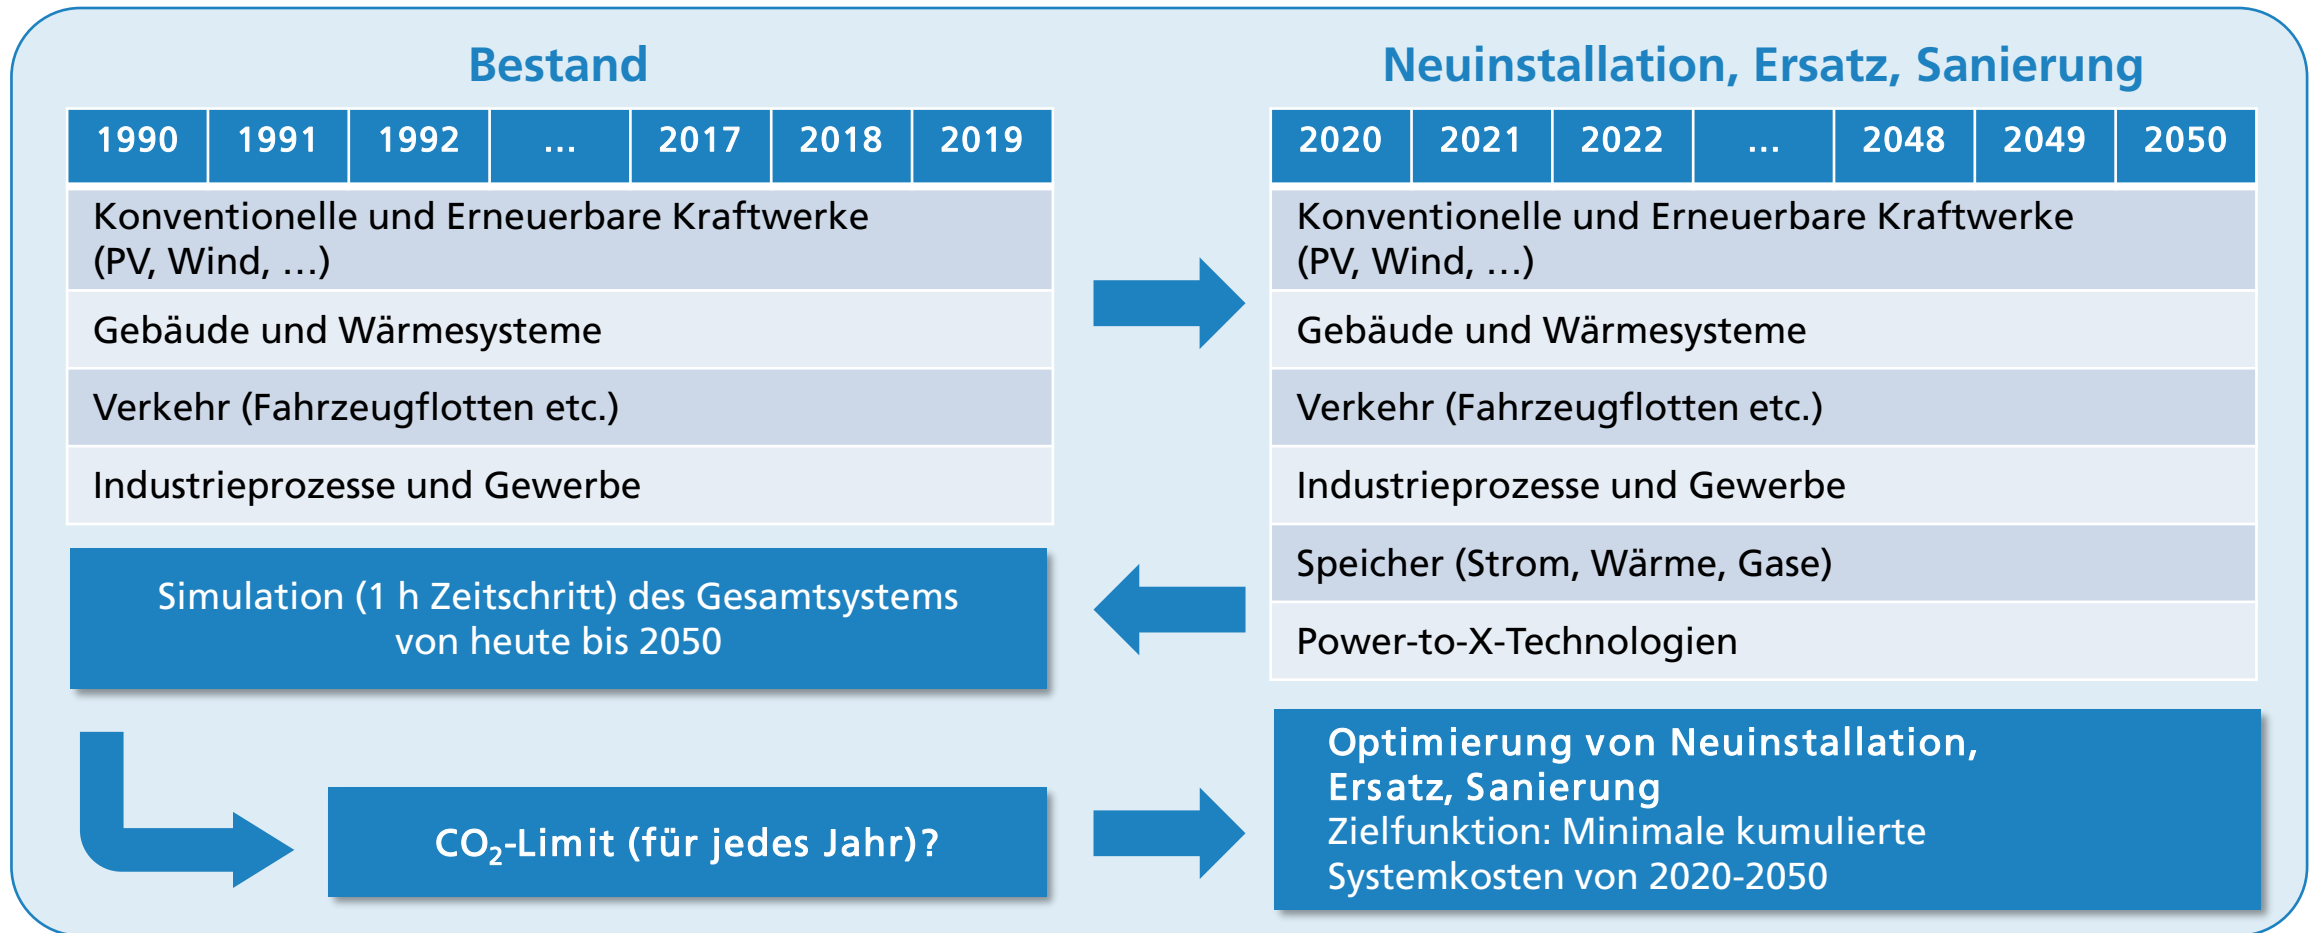 Bestand
1990 1991 1992 ... 2017 2018 2019
Konventionelle und Erneuerbare Kraftwerke
(PV, Wind, …)
Gebäude und Wärmesysteme
Verkehr (Fahrzeugflotten etc.)
Industrieprozesse und Gewerbe
Neuinstallation, Ersatz, Sanierung
2020 2021 2022 ... 2048 2049 2050
Konventionelle und Erneuerbare Kraftwerke
(PV, Wind, …)
Gebäude und Wärmesysteme
Verkehr (Fahrzeugflotten etc.)
Industrieprozesse und Gewerbe
Speicher (Strom, Wärme, Gase)
Power-to-X-Technologien
Simulation (1 h Zeitschritt) des Gesamtsystems
von heute bis 2050
CO₂-Limit (für jedes Jahr)?
Optimierung von Neuinstallation,
Ersatz, Sanierung
Zielfunktion: Minimale kumulierte
Systemkosten von 2020-2050